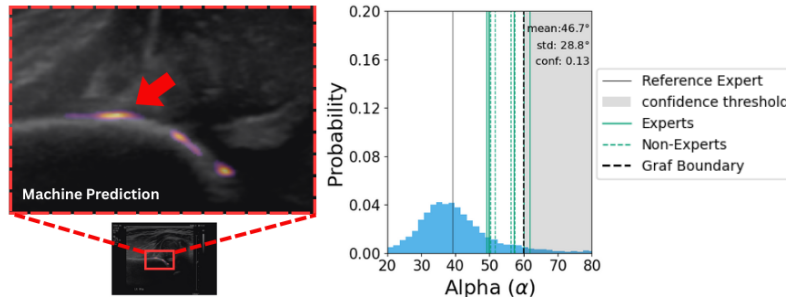 Machine Prediction
0.20
0.16
0.12
0.08
0.04
0.00
Probability
mean:46.7°
std: 28.8°
conf: 0.13
20
30
40
50
60
70
80
Alpha (α)
Reference Expert
confidence threshold
Experts
Non-Experts
Graf Boundary